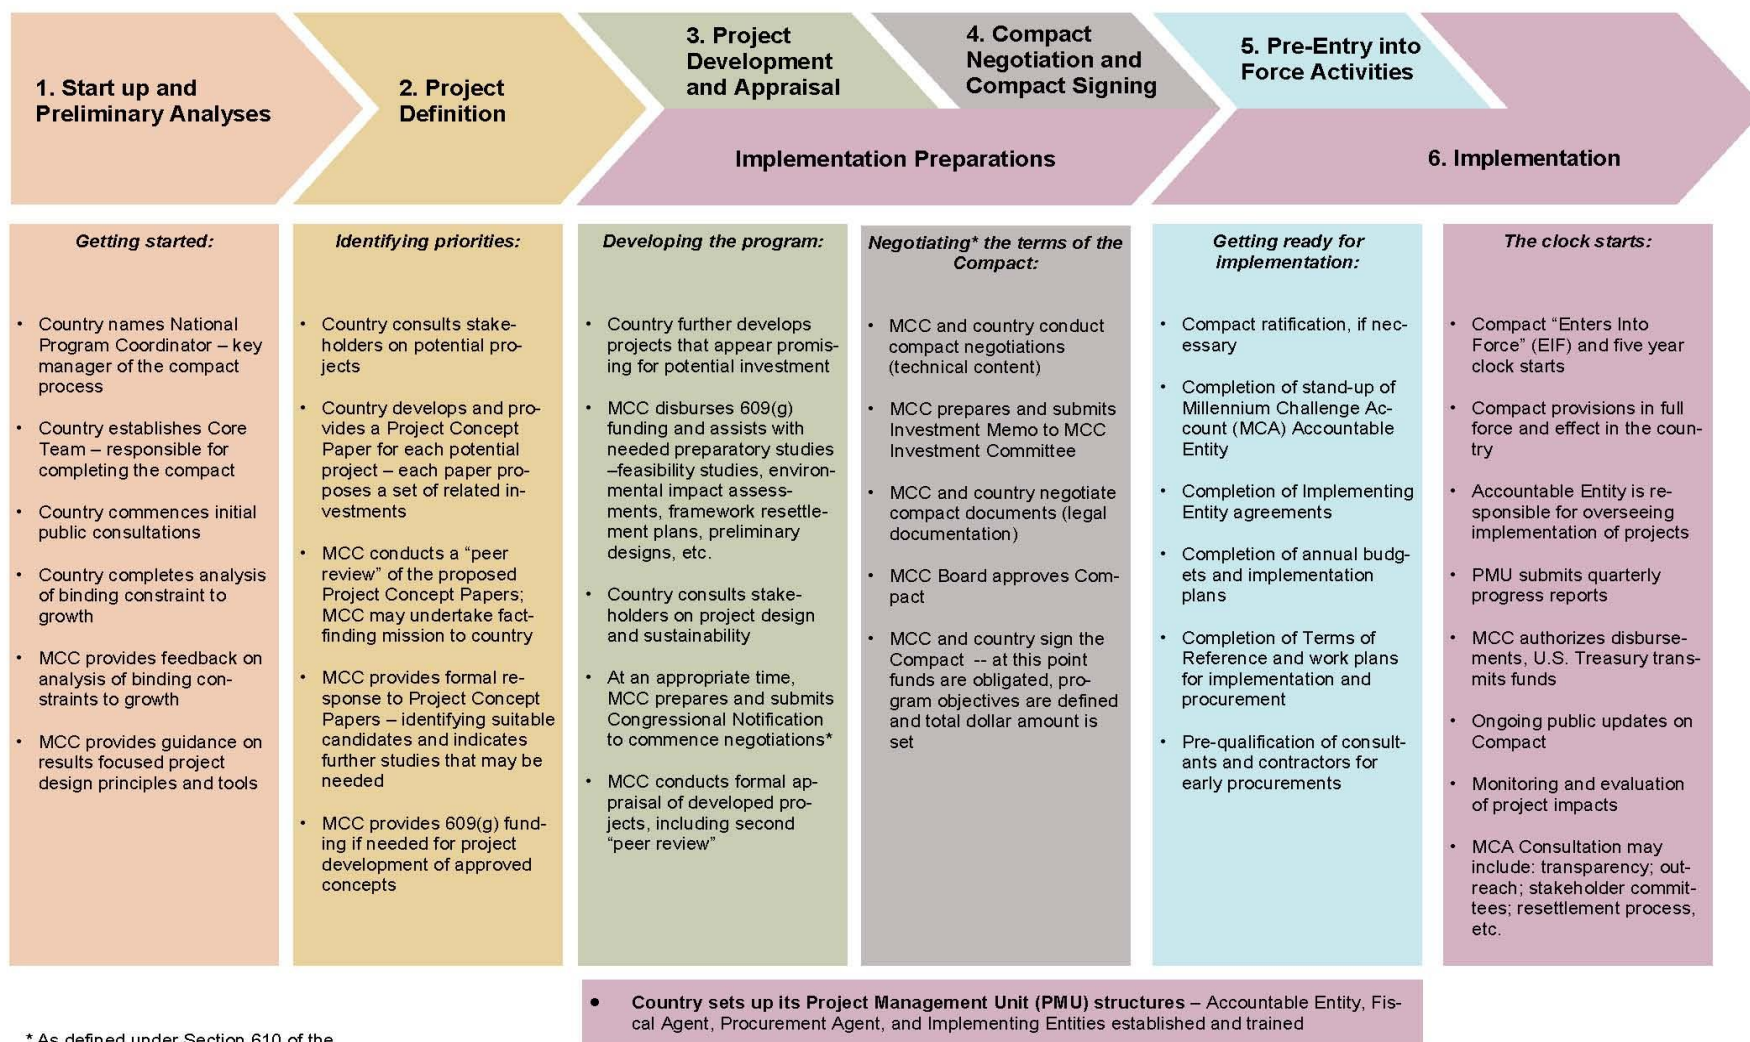 1. Start up and
Preliminary Analyses
2. Project
Definition
3. Project
Development
and Appraisal
4. Compact
Negotiation and
Compact Signing
5. Pre-Entry into
Force Activities
Implementation Preparations
6. Implementation
Getting started:
• Country names National
Program Coordinator – key
manager of the compact
process
• Country establishes Core
Team – responsible for
completing the compact
• Country commences initial
public consultations
• Country completes analysis
of binding constraint to
growth
• MCC provides feedback on
analysis of binding con-
straints to growth
• MCC provides guidance on
results focused project
design principles and tools
Identifying priorities:
• Country consults stake-
holders on potential pro-
jects
• Country develops and pro-
vides a Project Concept
Paper for each potential
project – each paper pro-
poses a set of related in-
vestments
• MCC conducts a “peer
review” of the proposed
Project Concept Papers;
MCC may undertake fact-
finding mission to country
• MCC provides formal re-
sponse to Project Concept
Papers – identifying suitable
candidates and indicates
further studies that may be
needed
• MCC provides 609(g) fund-
ing if needed for project
development of approved
concepts
Developing the program:
• Country further develops
projects that appear promis-
ing for potential investment
• MCC disburses 609(g)
funding and assists with
needed preparatory studies
–feasibility studies, environ-
mental impact assess-
ments, framework resettle-
ment plans, preliminary
designs, etc.
• Country consults stake-
holders on project design
and sustainability
• At an appropriate time,
MCC prepares and submits
Congressional Notification
to commence negotiations*
• MCC conducts formal ap-
praisal of developed pro-
jects, including second
“peer review”
Negotiating* the terms of the
Compact:
• MCC and country conduct
compact negotiations
(technical content)
• MCC prepares and submits
Investment Memo to MCC
Investment Committee
• MCC and country negotiate
compact documents (legal
documentation)
• MCC Board approves Com-
pact
• MCC and country sign the
Compact -- at this point
funds are obligated, pro-
gram objectives are defined
and total dollar amount is
set
Getting ready for
implementation:
• Compact ratification, if nec-
essary
• Completion of stand-up of
Millennium Challenge Ac-
count (MCA) Accountable
Entity
• Completion of Implementing
Entity agreements
• Completion of annual budg-
ets and implementation
plans
• Completion of Terms of
Reference and work plans
for implementation and
procurement
• Pre-qualification of consult-
ants and contractors for
early procurements
The clock starts:
• Compact “Enters Into
Force” (EIF) and five year
clock starts
• Compact provisions in full
force and effect in the coun-
try
• Accountable Entity is re-
sponsible for overseeing
implementation of projects
• PMU submits quarterly
progress reports
• MCC authorizes disburse-
ments, U.S. Treasury trans-
mits funds
• Ongoing public updates on
Compact
• Monitoring and evaluation
of project impacts
• MCA Consultation may
include: transparency; out-
reach; stakeholder commit-
tees; resettlement process,
etc.
• Country sets up its Project Management Unit (PMU) structures – Accountable Entity, Fis-
cal Agent, Procurement Agent, and Implementing Entities established and trained
* As defined under Section 610 of the